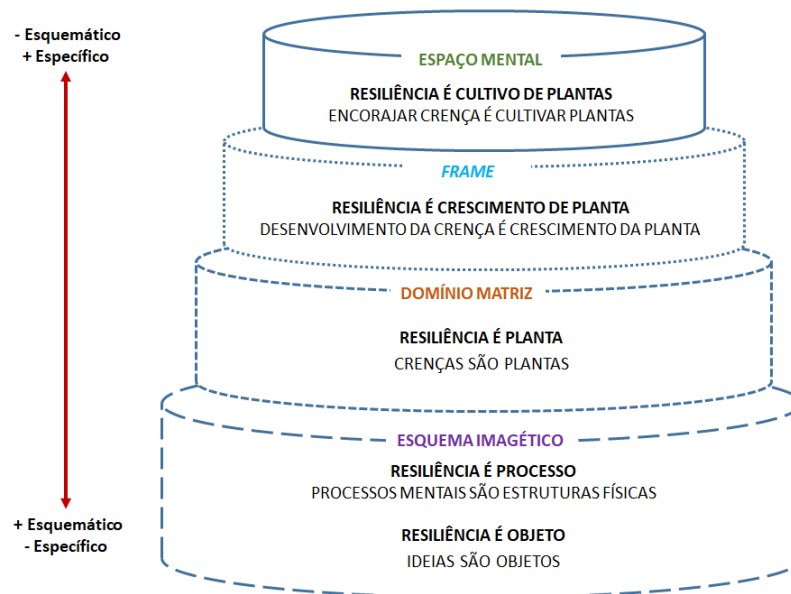 - Esquemático
+ Específico
ESPAÇO MENTAL
RESILIÊNCIA É CULTIVO DE PLANTAS
ENCORAJAR CRENÇA É CULTIVAR PLANTAS
FRAME
RESILIÊNCIA É CRESCIMENTO DE PLANTA
DESENVOLVIMENTO DA CRENÇA É CRESCIMENTO DA PLANTA
DOMÍNIO MATRIZ
RESILIÊNCIA É PLANTA
CRENÇAS SÃO PLANTAS
ESQUEMA IMAGÉTICO
RESILIÊNCIA É PROCESSO
PROCESSOS MENTAIS SÃO ESTRUTURAS FÍSICAS
RESILIÊNCIA É OBJETO
IDEIAS SÃO OBJETOS
+ Esquemático
- Específico